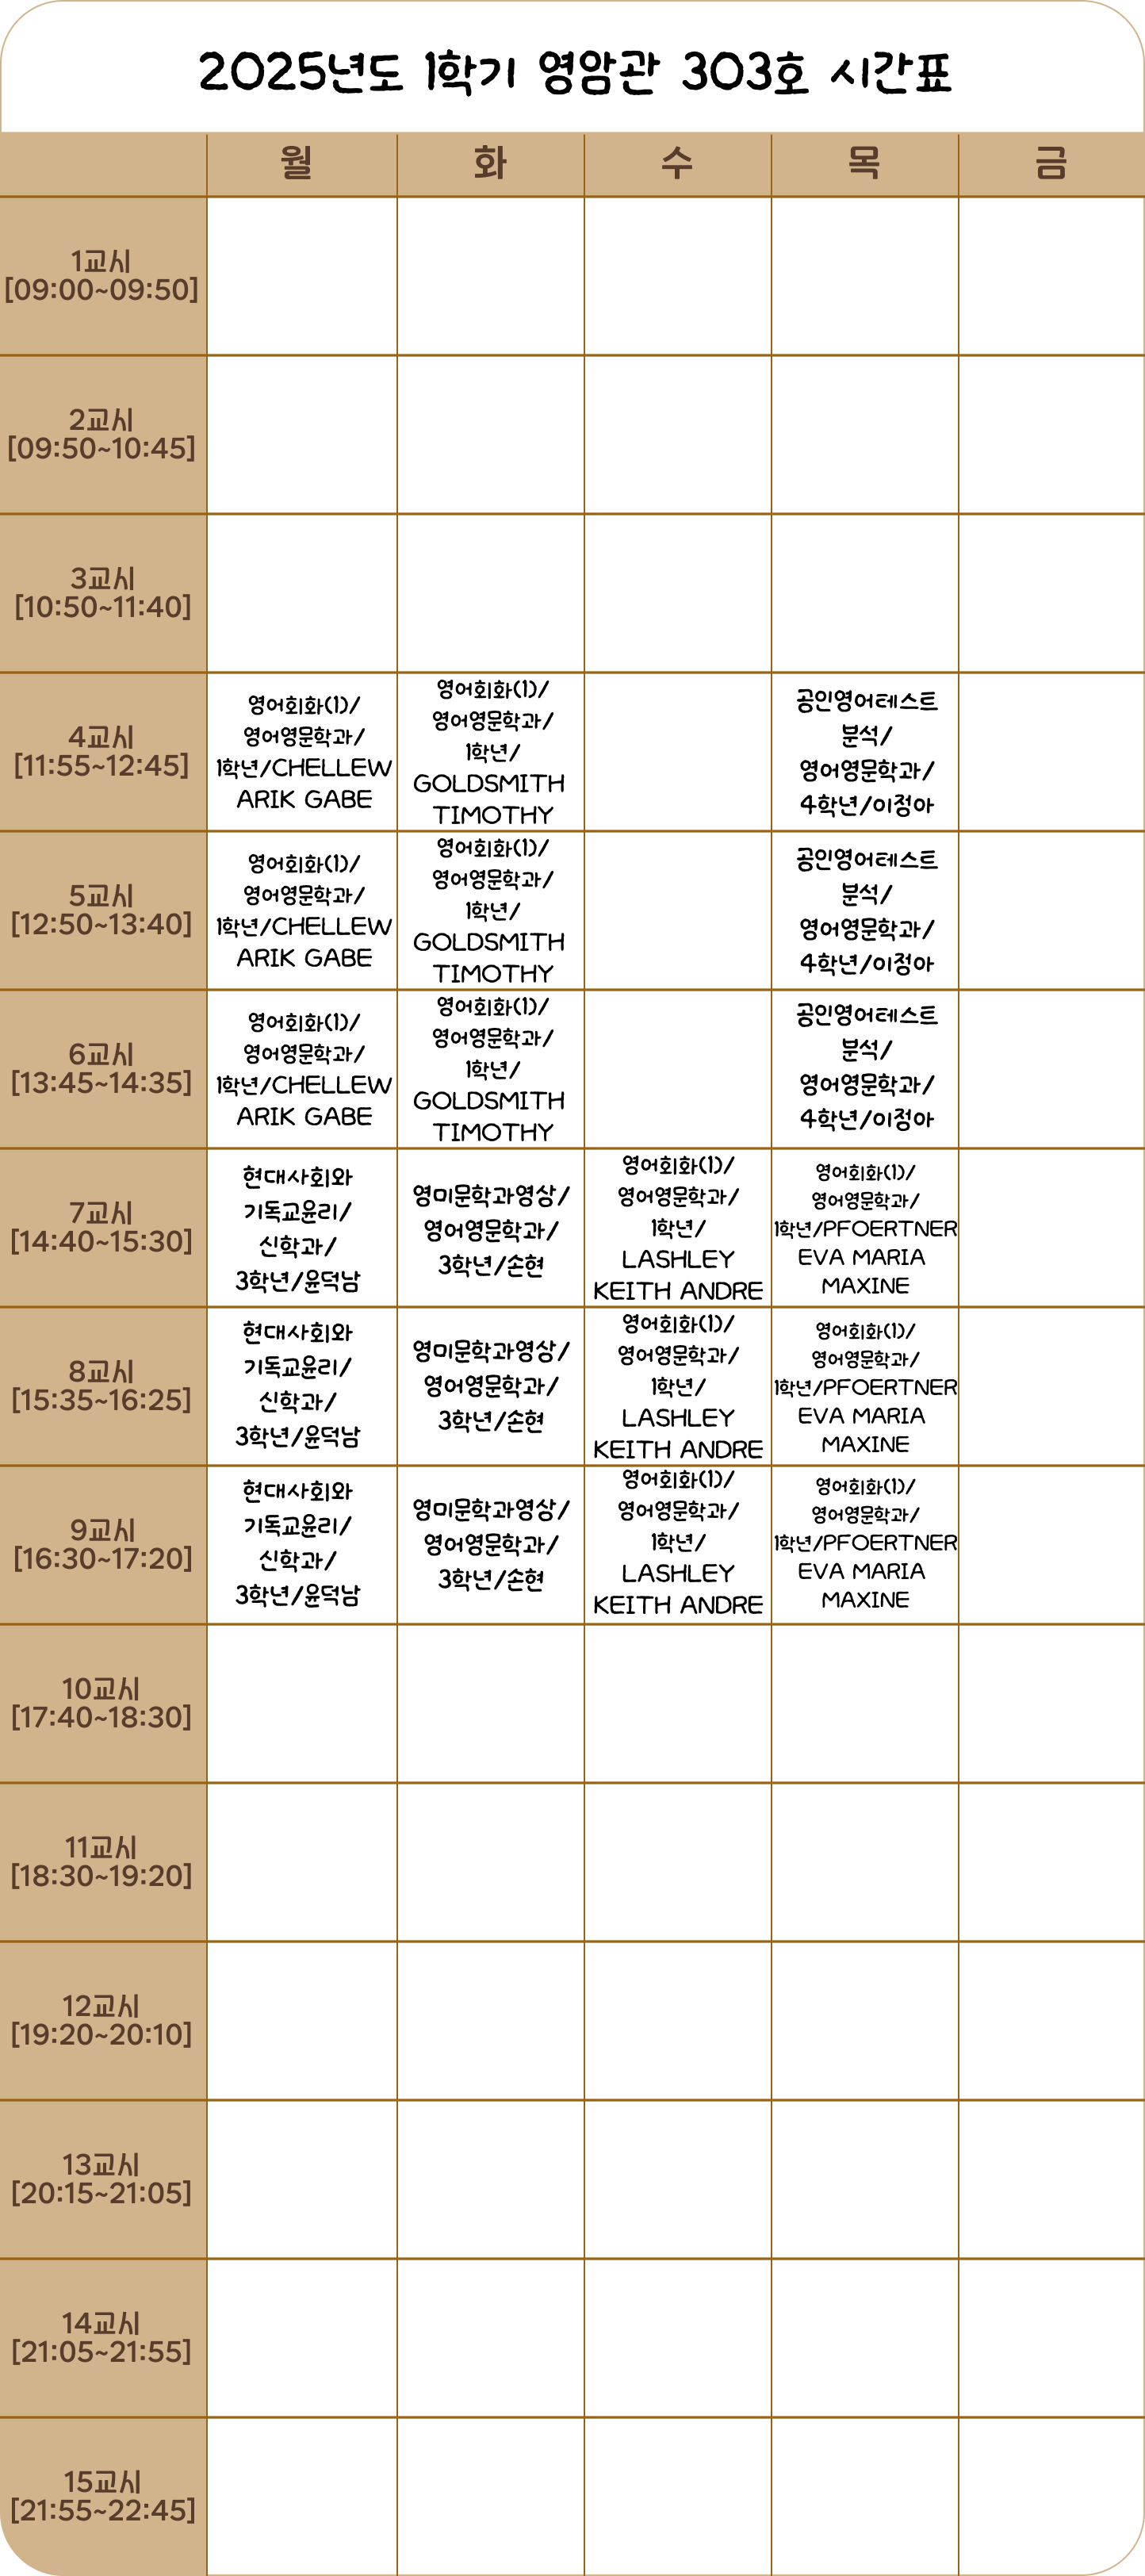 2025년도 1학기 영암관 303호 시간표
월 화 수 목 금
1교시
[09:00~09:50]
2교시
[09:50~10:45]
3교시
[10:50~11:40]
4교시
[11:55~12:45]
영어회화(1)/
영어영문학과/
1학년/CHELLEW
ARIK GABE
영어회화(1)/
영어영문학과/
1학년/
GOLDSMITH
TIMOTHY
공인영어테스트
분석/
영어영문학과/
4학년/이정아
5교시
[12:50~13:40]
영어회화(1)/
영어영문학과/
1학년/CHELLEW
ARIK GABE
영어회화(1)/
영어영문학과/
1학년/
GOLDSMITH
TIMOTHY
공인영어테스트
분석/
영어영문학과/
4학년/이정아
6교시
[13:45~14:35]
영어회화(1)/
영어영문학과/
1학년/CHELLEW
ARIK GABE
영어회화(1)/
영어영문학과/
1학년/
GOLDSMITH
TIMOTHY
공인영어테스트
분석/
영어영문학과/
4학년/이정아
7교시
[14:40~15:30]
현대사회와
기독교윤리/
신학과/
3학년/윤덕남
영미문학과영상/
영어영문학과/
3학년/손현
영어회화(1)/
영어영문학과/
1학년/
LASHLEY
KEITH ANDRE
영어회화(1)/
영어영문학과/
1학년/PFOERTNER
EVA MARIA
MAXINE
8교시
[15:35~16:25]
현대사회와
기독교윤리/
신학과/
3학년/윤덕남
영미문학과영상/
영어영문학과/
3학년/손현
영어회화(1)/
영어영문학과/
1학년/
LASHLEY
KEITH ANDRE
영어회화(1)/
영어영문학과/
1학년/PFOERTNER
EVA MARIA
MAXINE
9교시
[16:30~17:20]
현대사회와
기독교윤리/
신학과/
3학년/윤덕남
영미문학과영상/
영어영문학과/
3학년/손현
영어회화(1)/
영어영문학과/
1학년/
LASHLEY
KEITH ANDRE
영어회화(1)/
영어영문학과/
1학년/PFOERTNER
EVA MARIA
MAXINE
10교시
[17:40~18:30]
11교시
[18:30~19:20]
12교시
[19:20~20:10]
13교시
[20:15~21:05]
14교시
[21:05~21:55]
15교시
[21:55~22:45]